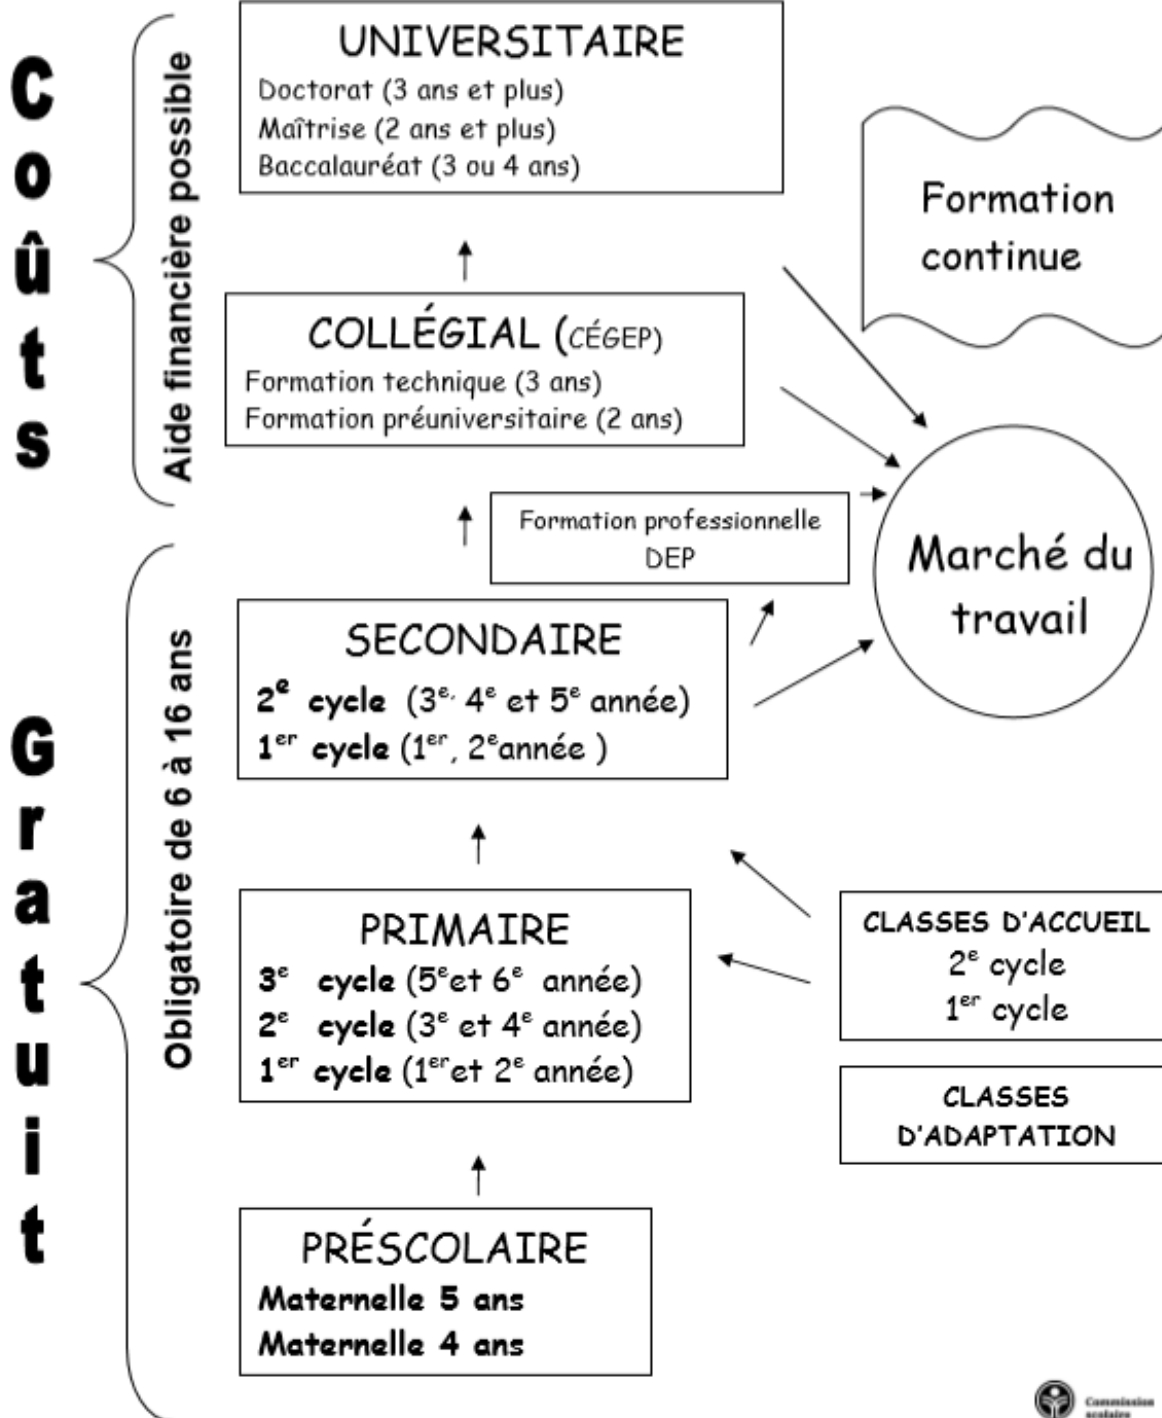 Coûts
Aide financière possible
UNIVERSITAIRE
Doctorat (3 ans et plus)
Maîtrise (2 ans et plus)
Baccalauréat (3 ou 4 ans)
Formation
continue
COLLÉGIAL (CÉGEP)
Formation technique (3 ans)
Formation préuniversitaire (2 ans)
Formation professionnelle
DEP
Marché du
travail
Gratuit
Obligatoire de 6 à 16 ans
SECONDAIRE
2e cycle (3e, 4e et 5e année)
1er cycle (1er, 2e année )
PRIMAIRE
3e cycle (5e et 6e année)
2e cycle (3e et 4e année)
1er cycle (1er et 2e année)
CLASSES D'ACCUEIL
2e cycle
1er cycle
CLASSES
D'ADAPTATION
PRÉSCOLAIRE
Maternelle 5 ans
Maternelle 4 ans
Commission
scolaire